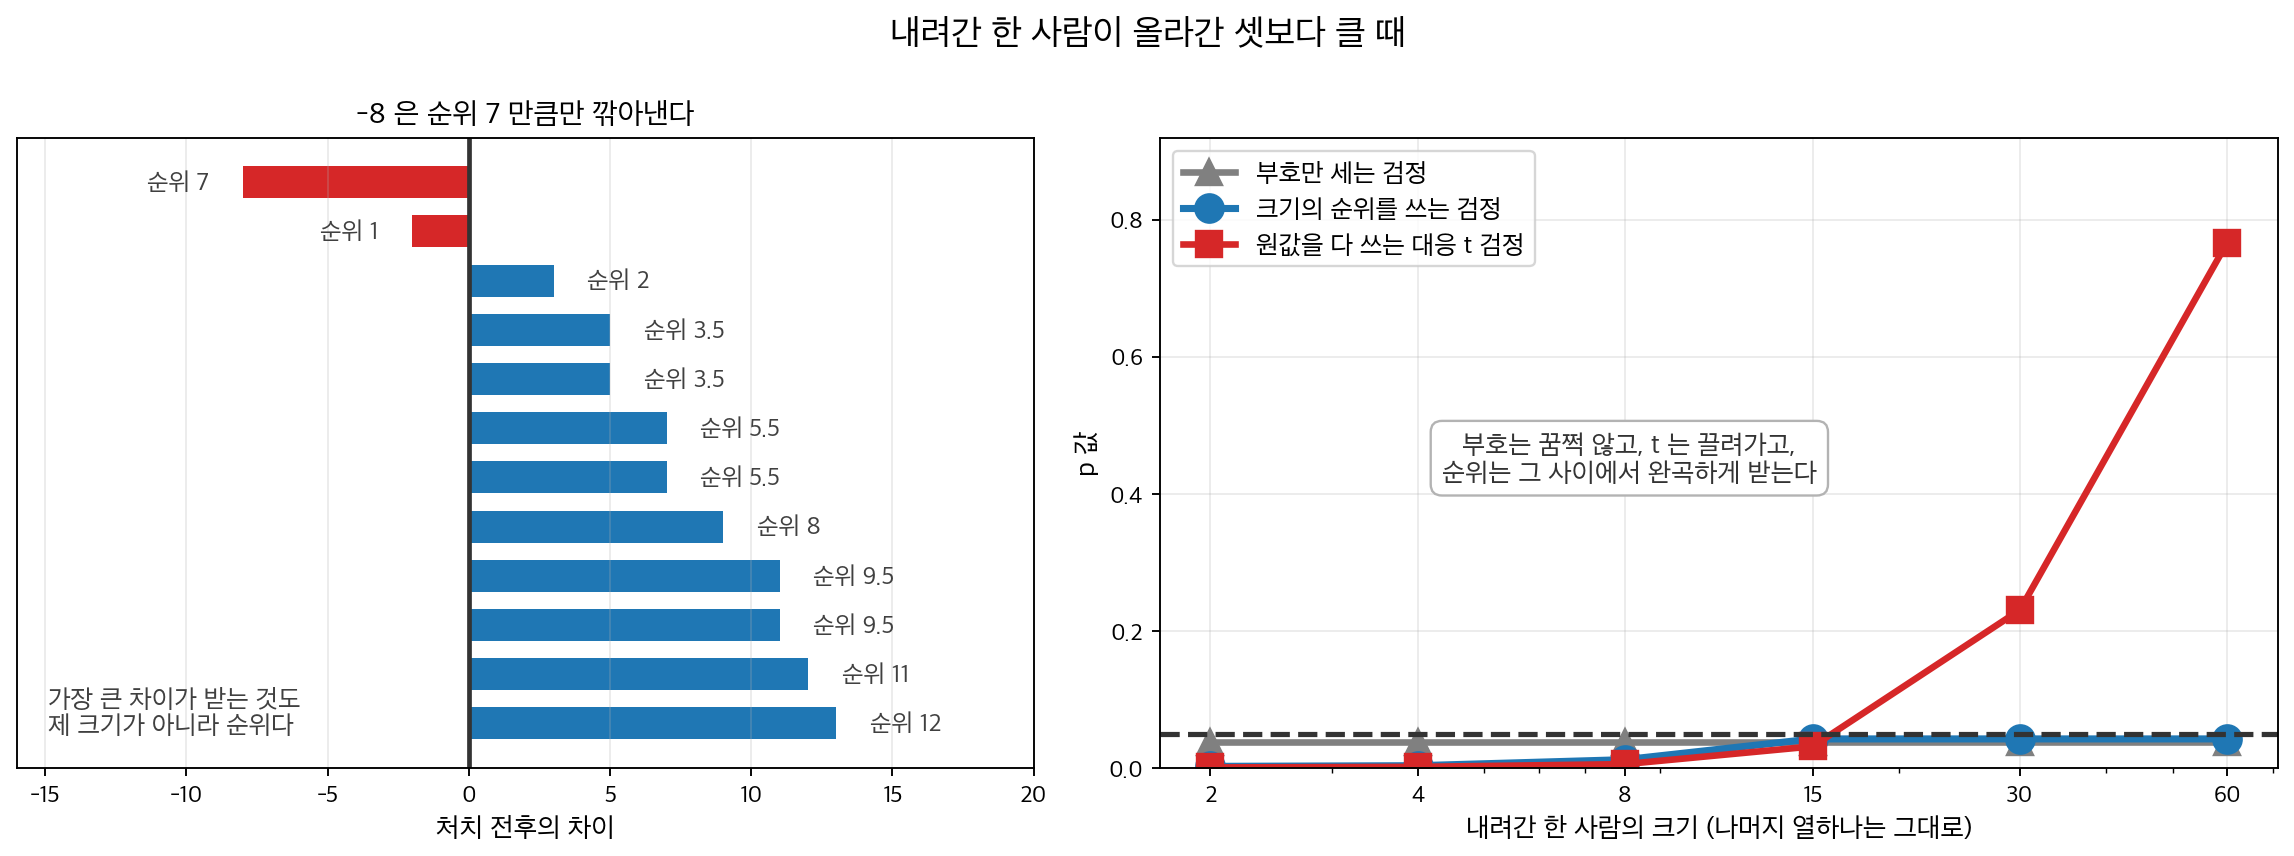 내려간 한 사람이 올라간 셋보다 클 때
-8 은 순위 7 만큼만 깎아낸다
순위 7
순위 1
순위 2
순위 3.5
순위 3.5
순위 5.5
순위 5.5
순위 8
순위 9.5
순위 9.5
순위 11
순위 12
가장 큰 차이가 받는 것도
제 크기가 아니라 순위다
-15
-10
-5
0
5
10
15
20
처치 전후의 차이
부호만 세는 검정
크기의 순위를 쓰는 검정
원값을 다 쓰는 대응 t 검정
부호는 꿈쩍 않고, t 는 끌려가고,
순위는 그 사이에서 완곡하게 받는다
p 값
0.8
0.6
0.4
0.2
0.0
2
4
8
15
30
60
내려간 한 사람의 크기 (나머지 열하나는 그대로)